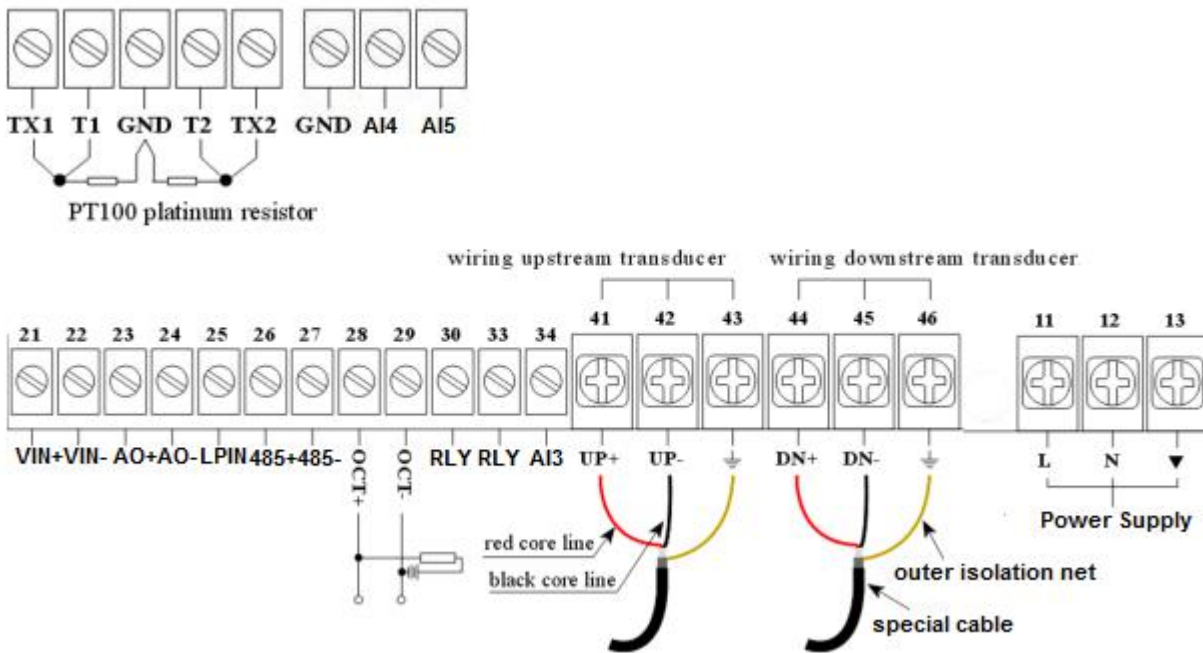 TX1 T1 GND T2 TX2 GND AI4 AI5
PT100 platinum resistor
wiring upstream transducer wiring downstream transducer
21 22 23 24 25 26 27 28 29 30 33 34 41 42 43 44 45 46 11 12 13
VIN+ VIN- AO+ AO- LPIN 485+ 485- OCT+ OCT- RLY RLY AI3 UP+ UP- DN+ DN- L N
Power Supply
red core line
black core line
outer isolation net
special cable